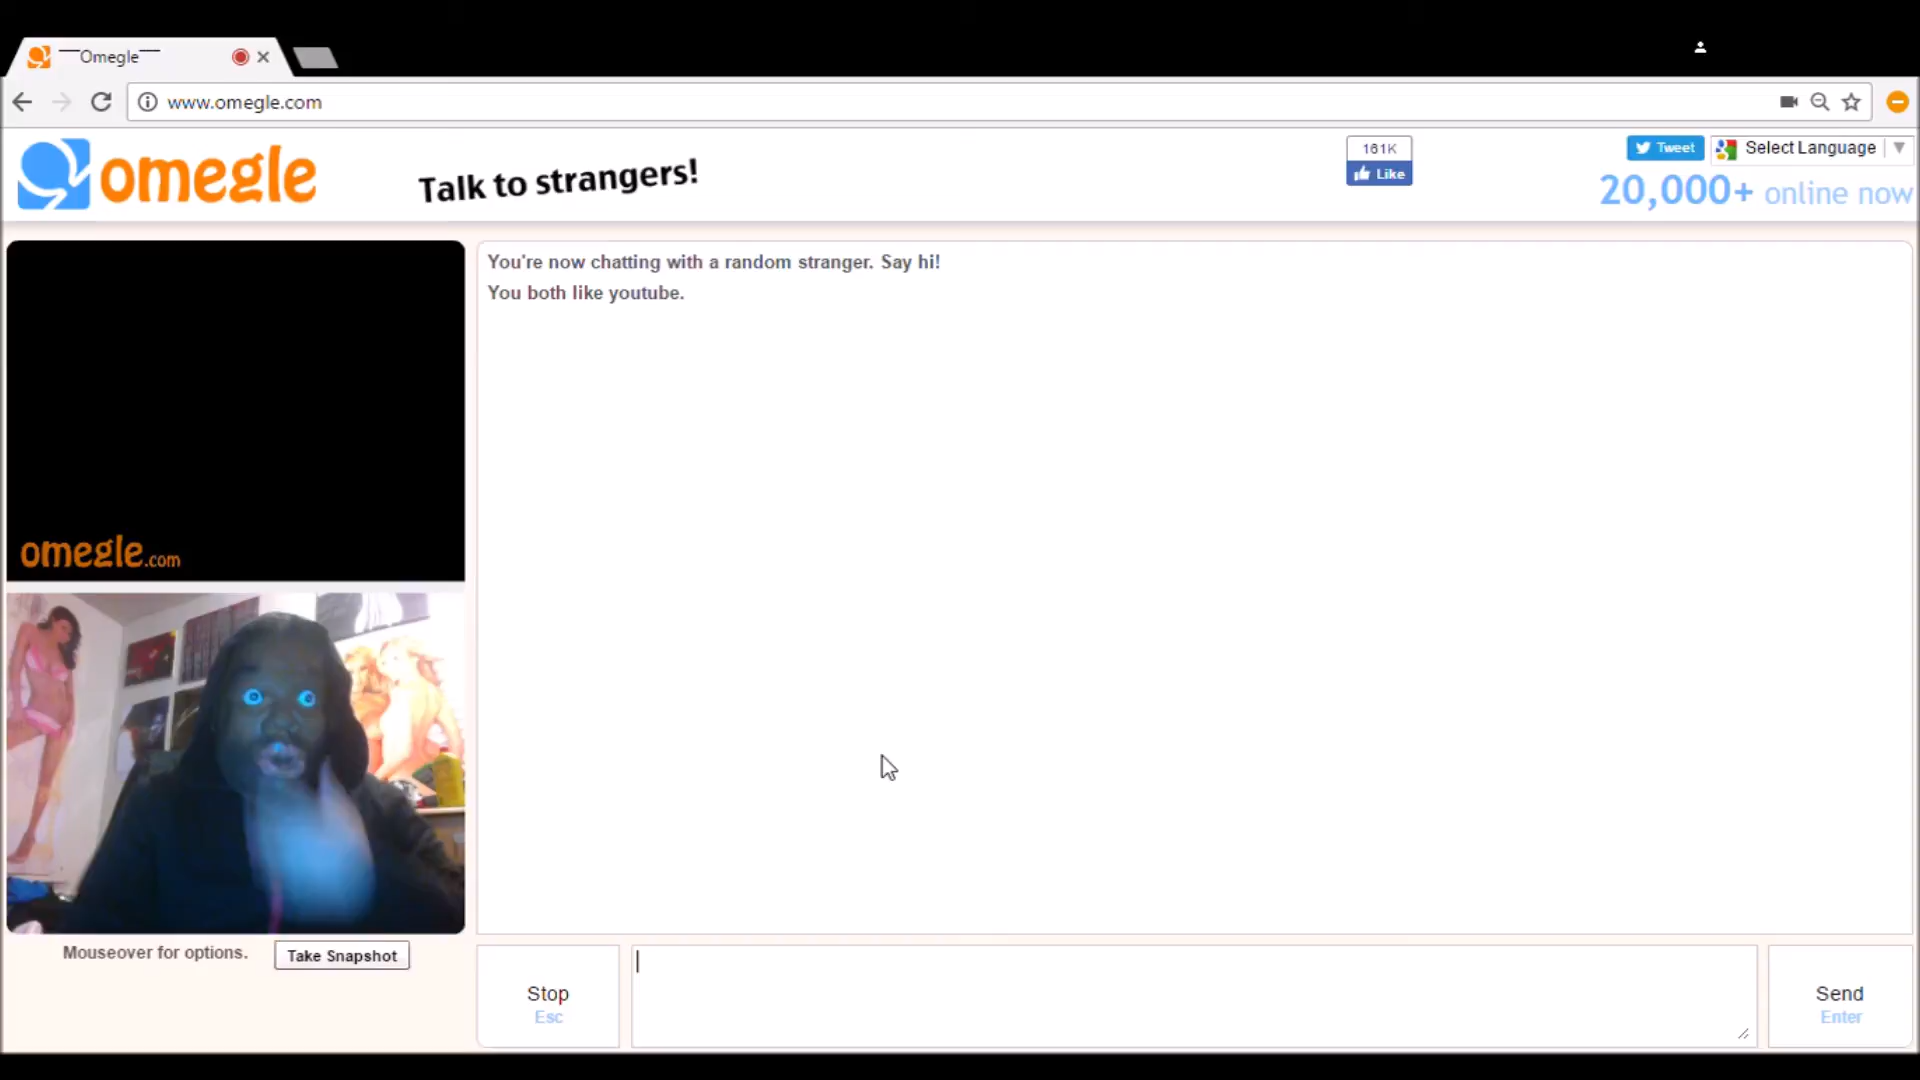 Omegle
www.omegle.com
omegle
Talk to strangers!
161K
Like
Tweet
Select Language
20,000+ online now
You're now chatting with a random stranger. Say hi!
You both like youtube.
omegle.com
Mouseover for options.
Take Snapshot
Stop
Esc
Send
Enter